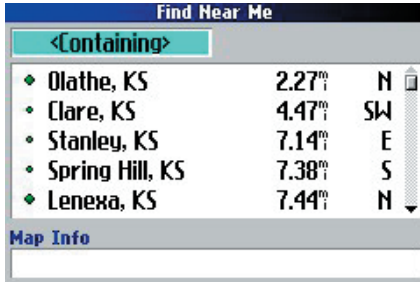 Find Near Me
<Containing>
Olathe, KS 2.27mi N
Clare, KS 4.47mi SW
Stanley, KS 7.14mi E
Spring Hill, KS 7.38mi S
Lenexa, KS 7.44mi N
Map Info